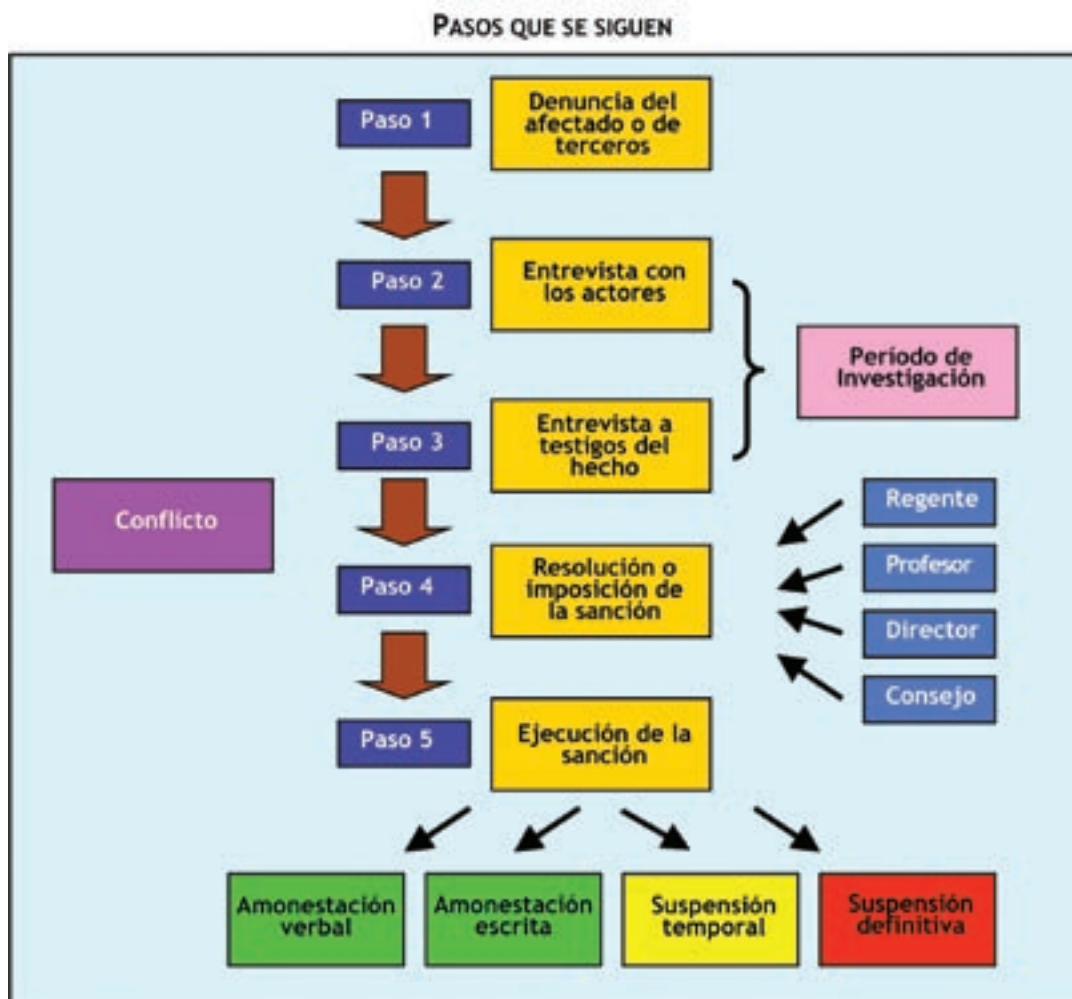 PASOS QUE SE SIGUEN
Paso 1
Denuncia del
afectado o de
terceros
Paso 2
Entrevista con
los actores
Período de
Investigación
Paso 3
Entrevista a
testigos del
hecho
Conflicto
Regente
Profesor
Director
Consejo
Paso 4
Resolución o
imposición de
la sanción
Paso 5
Ejecución de la
sanción
Amonestación
verbal
Amonestación
escrita
Suspensión
temporal
Suspensión
definitiva